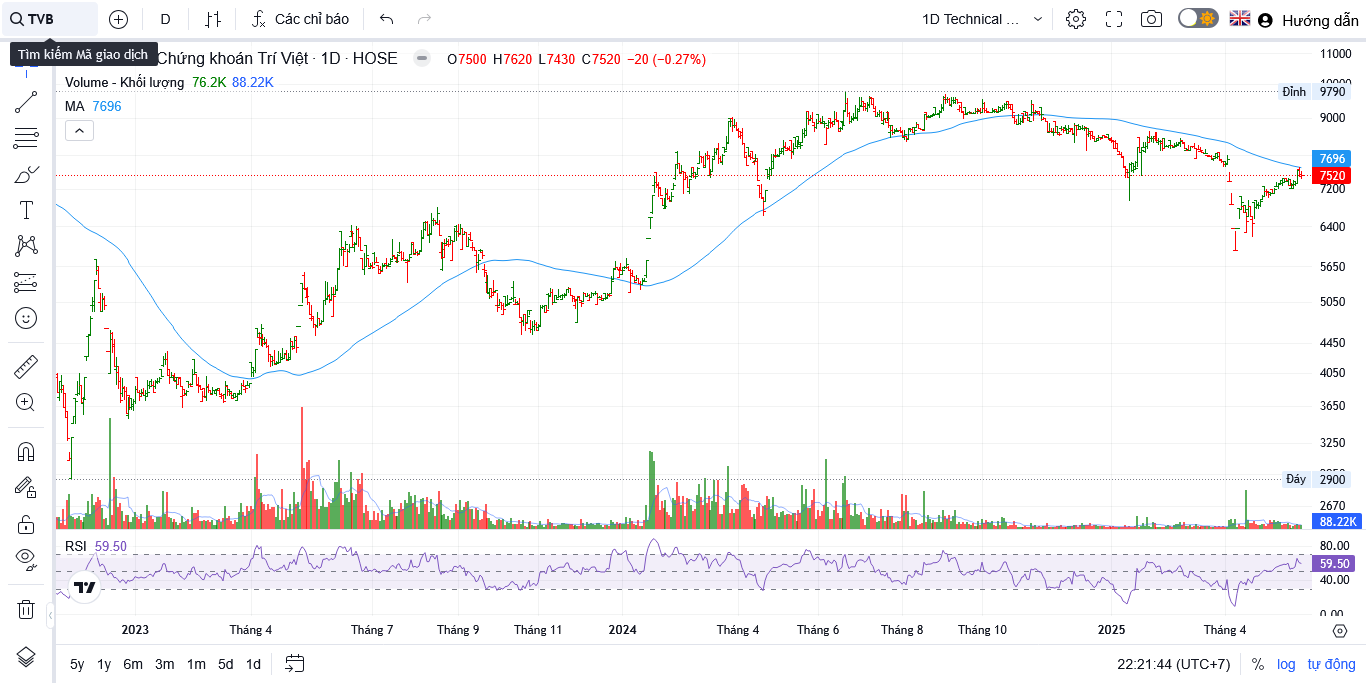 TVB
D
Các chỉ báo
1D Technical ...
Hướng dẫn
Tìm kiếm Mã giao dịch
Chứng khoán Trí Việt · 1D · HOSE
O7500 H7620 L7430 C7520 −20 (−0.27%)
Volume - Khối lượng 76.2K 88.22K
MA 7696
11000
10000
Đỉnh 9790
9000
7696
7520
7200
6400
5650
5050
4450
4050
3650
3250
Đáy 2900
2670
88.22K
RSI 59.50
80.00
59.50
40.00
0.00
2023 Tháng 4 Tháng 7 Tháng 9 Tháng 11 2024 Tháng 4 Tháng 6 Tháng 8 Tháng 10 2025 Tháng 4
5y 1y 6m 3m 1m 5d 1d
22:21:44 (UTC+7) % log tự động